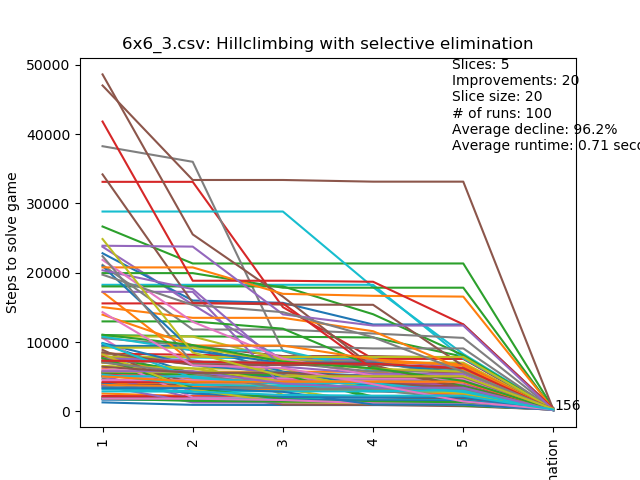 6x6_3.csv: Hillclimbing with selective elimination
Slices: 5
Improvements: 20
Slice size: 20
# of runs: 100
Average decline: 96.2%
Average runtime: 0.71 seco
Steps to solve game
50000
40000
30000
20000
10000
0
156
1
2
3
4
5
nation